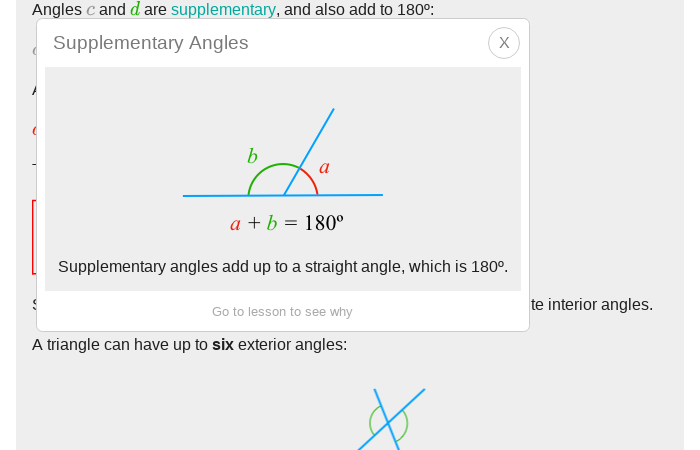 Angles c and d are supplementary, and also add to 180º:
Supplementary Angles
X
b
a
a + b = 180º
Supplementary angles add up to a straight angle, which is 180º.
Go to lesson to see why
interior angles.
A triangle can have up to six exterior angles: